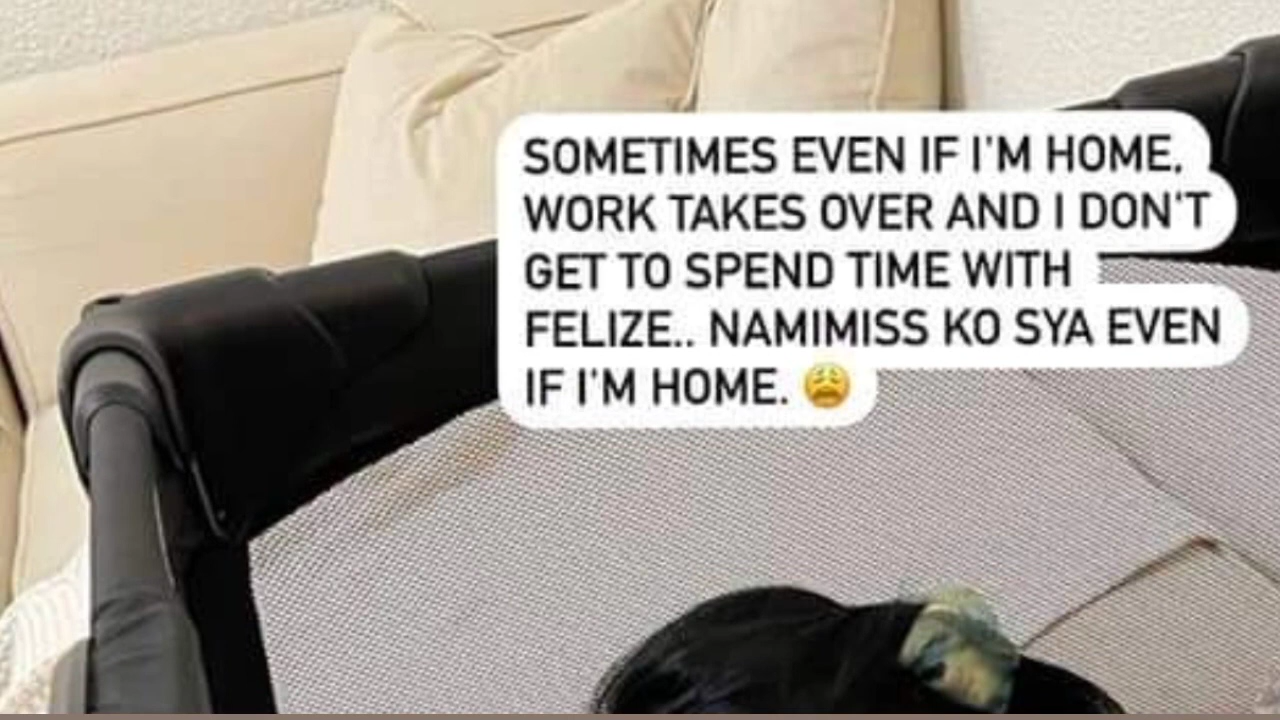 SOMETIMES EVEN IF I'M HOME,
WORK TAKES OVER AND I DON'T
GET TO SPEND TIME WITH
FELIZE.. NAMIMISS KO SYA EVEN
IF I'M HOME. 😩